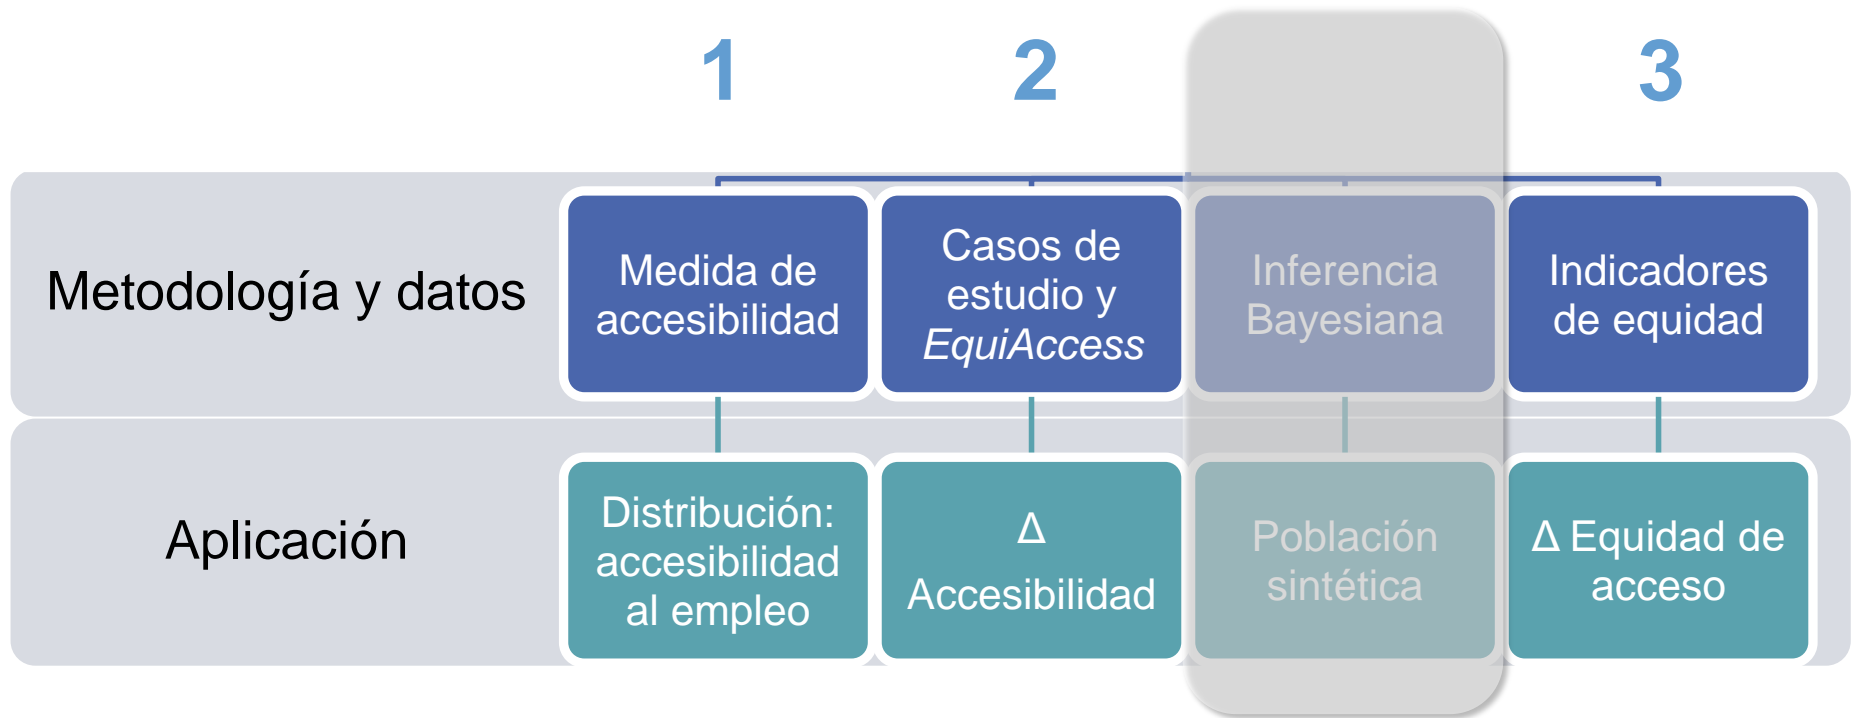 1
2
3
Metodología y datos
Medida de
accesibilidad
Casos de
estudio y
EquiAccess
Inferencia
Bayesiana
Indicadores
de equidad
Aplicación
Distribución:
accesibilidad
al empleo
Δ
Accesibilidad
Población
sintética
Δ Equidad de
acceso